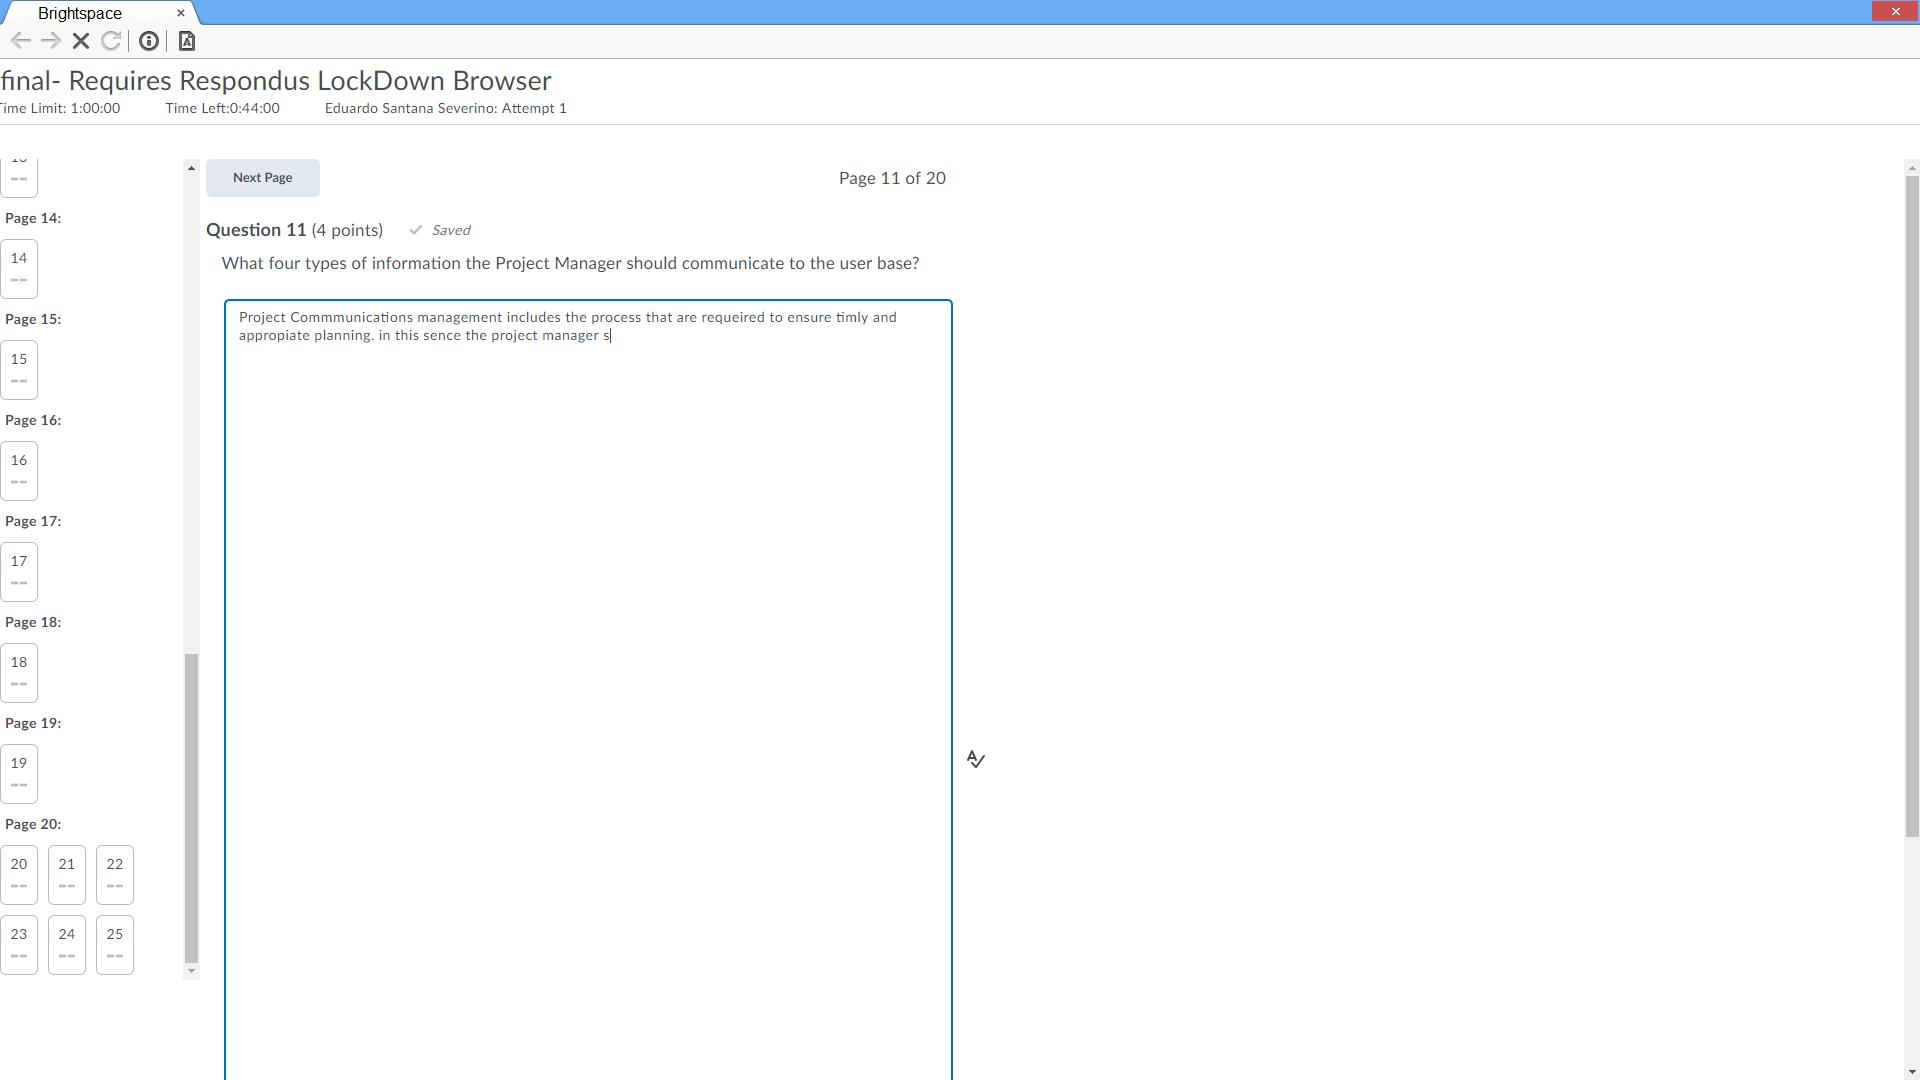 Brightspace
final- Requires Respondus LockDown Browser
Time Limit: 1:00:00 Time Left:0:44:00 Eduardo Santana Severino: Attempt 1
--
Next Page
Page 11 of 20
Page 14:
14
--
Page 15:
15
--
Page 16:
16
--
Page 17:
17
--
Page 18:
18
--
Page 19:
19
--
Page 20:
20 21 22
-- -- --
23 24 25
-- -- --
Question 11 (4 points) Saved
What four types of information the Project Manager should communicate to the user base?
Project Commmunications management includes the process that are requeired to ensure timly and
appropiate planning. in this sence the project manager s